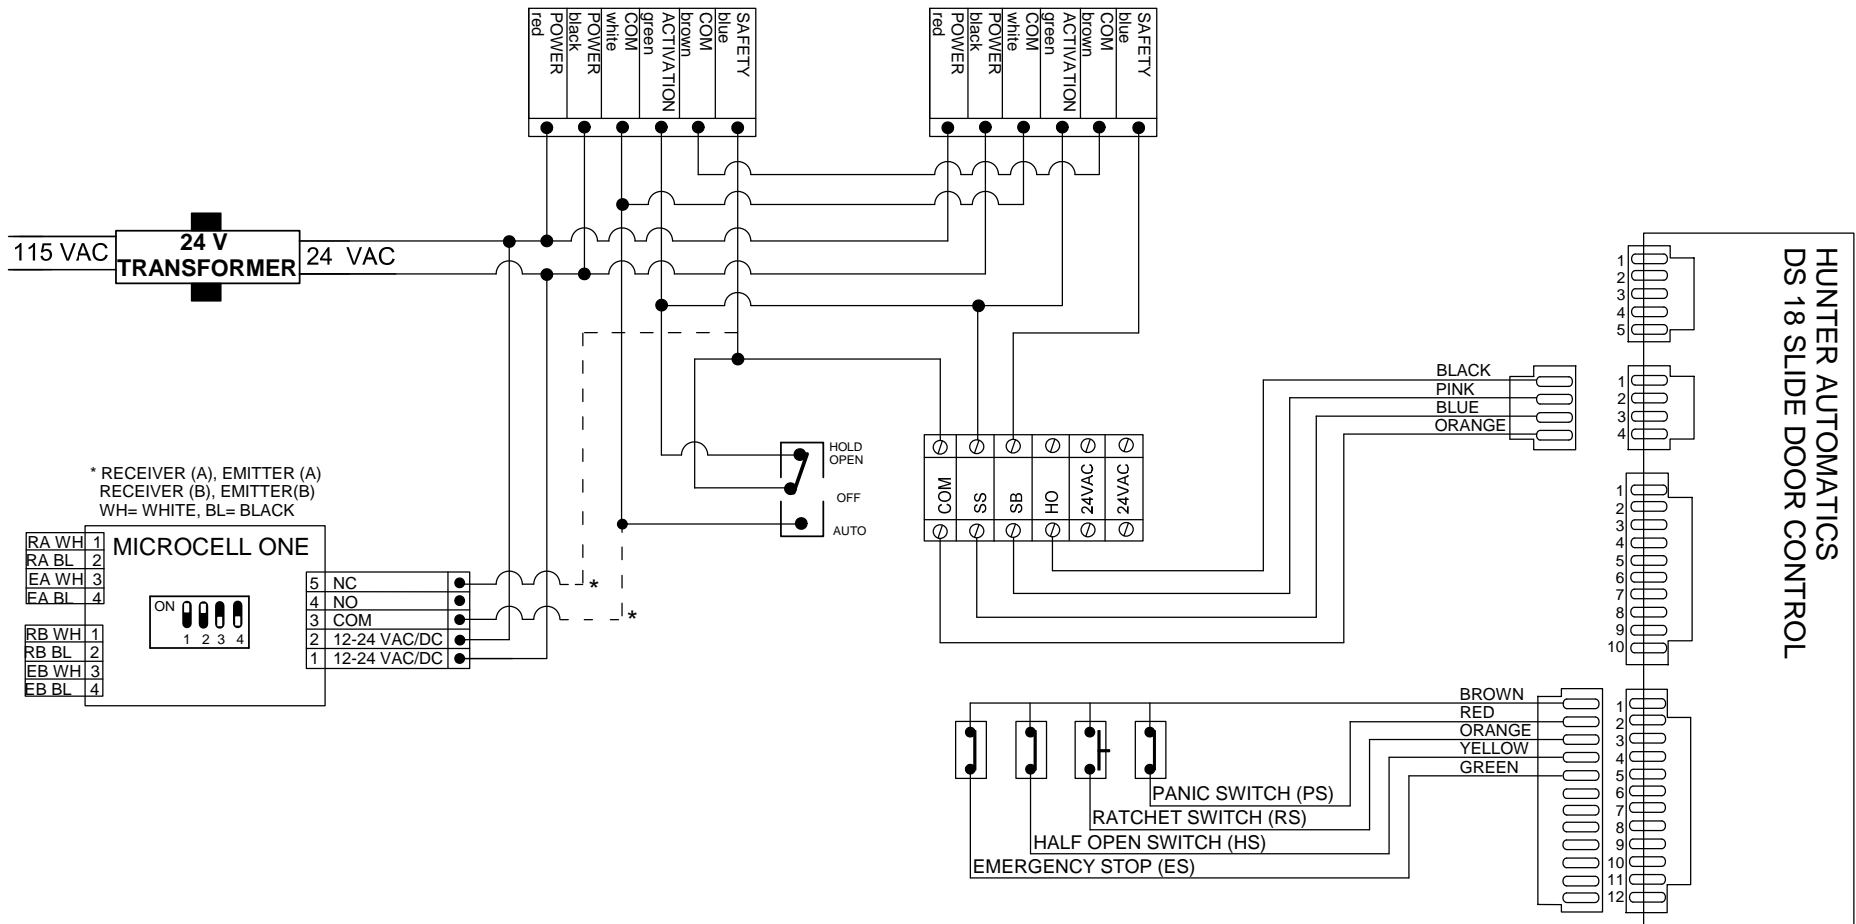 SAFETY
blue
COM
brown
ACTIVATION
green
COM
white
POWER
black
POWER
red
SAFETY
blue
COM
brown
ACTIVATION
green
COM
white
POWER
black
POWER
red
115 VAC
24 V
TRANSFORMER
24 VAC
HUNTER AUTOMATICS
DS 18 SLIDE DOOR CONTROL
1
2
3
4
5
BLACK
PINK
BLUE
ORANGE
1
2
3
4
HOLD
OPEN
OFF
AUTO
COM
SS
SB
HO
24VAC
24VAC
1
2
3
4
5
6
7
8
9
10
* RECEIVER (A), EMITTER (A)
RECEIVER (B), EMITTER(B)
WH= WHITE, BL= BLACK
MICROCELL ONE
RA WH 1
RA BL 2
EA WH 3
EA BL 4
RB WH 1
RB BL 2
EB WH 3
EB BL 4
ON
1 2 3 4
5 NC
4 NO
3 COM
2 12-24 VAC/DC
1 12-24 VAC/DC
*
*
BROWN
RED
ORANGE
YELLOW
GREEN
1
2
3
4
5
6
7
8
9
10
11
12
PANIC SWITCH (PS)
RATCHET SWITCH (RS)
HALF OPEN SWITCH (HS)
EMERGENCY STOP (ES)